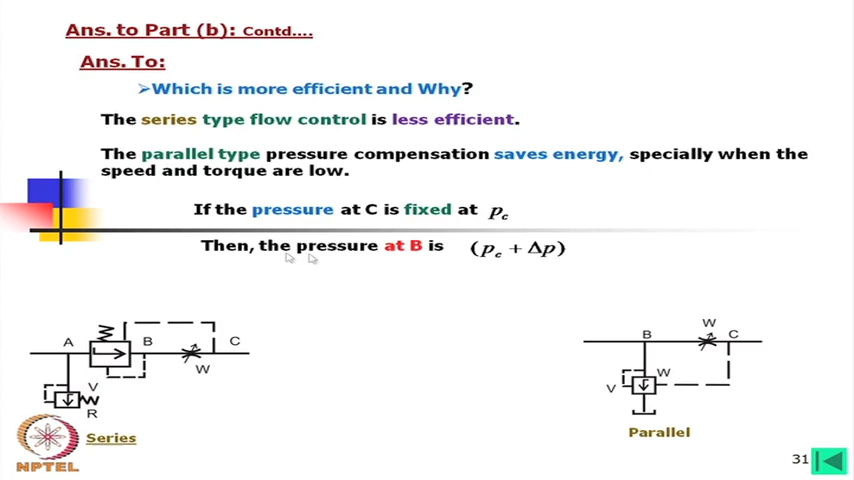 Ans. to Part (b): Contd....
Ans. To:
➢Which is more efficient and Why?
The series type flow control is less efficient.
The parallel type pressure compensation saves energy, specially when the
speed and torque are low.
If the pressure at C is fixed at p_c
Then, the pressure at B is (p_c + Δp)
A B C
W
V
R
Series
W
B C
W
V
Parallel
NPTEL
31